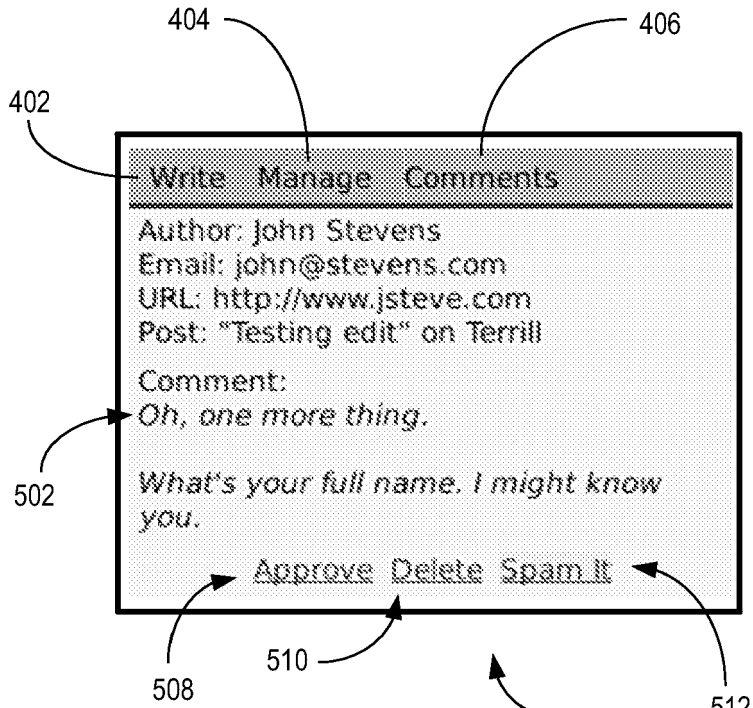 404
406
402
Write Manage Comments
Author: John Stevens
Email: john@stevens.com
URL: http://www.jsteve.com
Post: "Testing edit" on Terrill
Comment:
Oh, one more thing.
502
What's your full name. I might know
you.
Approve Delete Spam It
508
510
512